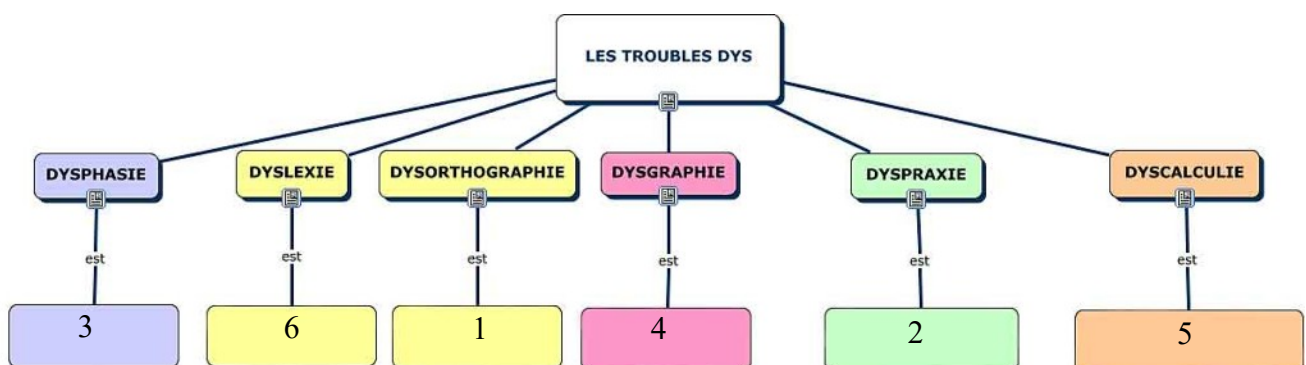 LES TROUBLES DYS
DYSPHASIE DYSLEXIE DYSORTHOGRAPHIE DYSGRAPHIE DYSPRAXIE DYSCALCULIE
est est est est est est
3 6 1 4 2 5